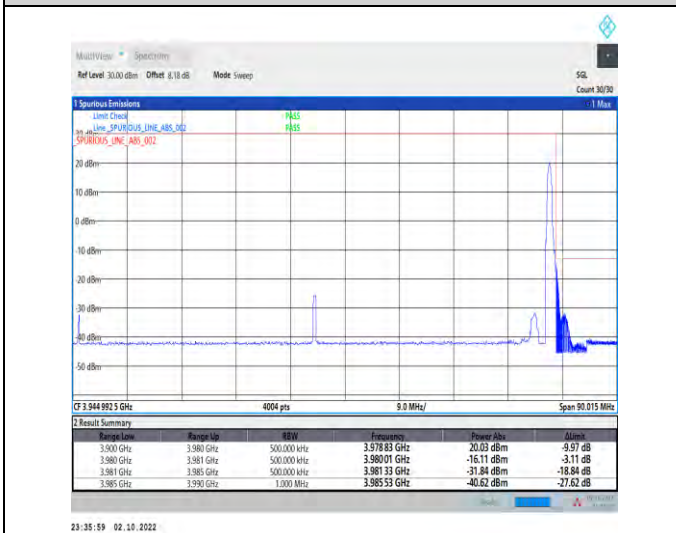 MultiView Spectrum
Ref Level 30.00 dBm Offset 8.18 dB Mode Sweep SGL
Count 30/30
1 Spurious Emissions 1 Max
Limit Check PASS
Line _SPURIOUS_LINE_ABS_002 PASS
_SPURIOUS_LINE_ABS_002
20 dBm
10 dBm
0 dBm
-10 dBm
-20 dBm
-30 dBm
-40 dBm
-50 dBm
CF 3.944 992 5 GHz 4004 pts 9.0 MHz/ Span 90.015 MHz
2 Result Summary
Range Low Range Up RBW Frequency Power Abs ΔLimit
3.900 GHz 3.980 GHz 500.000 kHz 3.978 83 GHz 20.03 dBm -9.97 dB
3.980 GHz 3.981 GHz 500.000 kHz 3.980 01 GHz -16.11 dBm -3.11 dB
3.981 GHz 3.985 GHz 500.000 kHz 3.981 33 GHz -31.84 dBm -18.84 dB
3.985 GHz 3.990 GHz 1.000 MHz 3.985 53 GHz -40.62 dBm -27.62 dB
23:35:59 02.10.2022